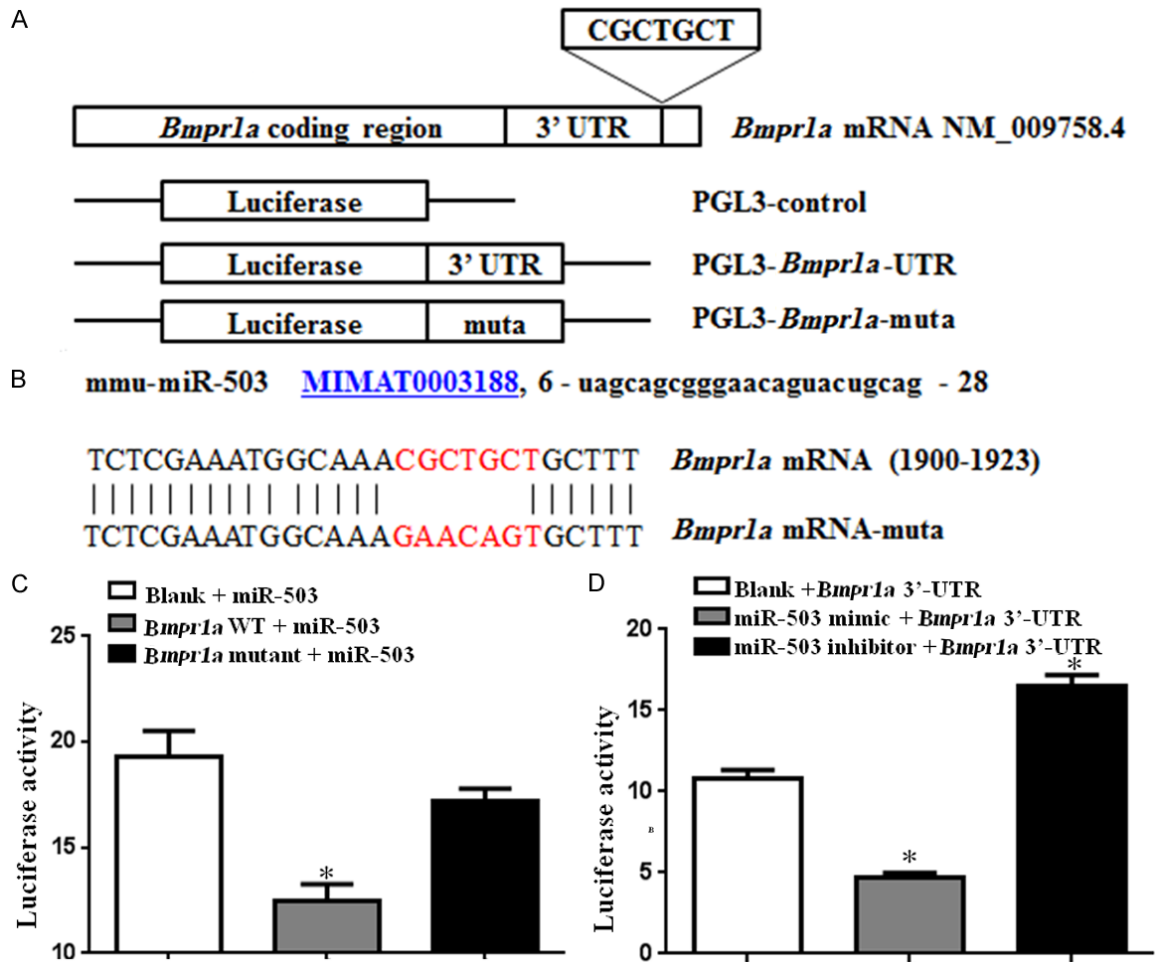 A
CGCTGCT
Bmpr1a coding region
3’ UTR
Bmpr1a mRNA NM_009758.4
Luciferase
PGL3-control
Luciferase
3’ UTR
PGL3-Bmpr1a-UTR
Luciferase
muta
PGL3-Bmpr1a-muta
B
mmu-miR-503 MIMAT0003188, 6 - uagcagcgggaacaguacugcag - 28
TCTCGAAATGGCAAACGCTGCTGCTTT Bmpr1a mRNA (1900-1923)
TCTCGAAATGGCAAAGAACAGTGCTTT Bmpr1a mRNA-muta
C
Blank + miR-503
Bmpr1a WT + miR-503
Bmpr1a mutant + miR-503
Luciferase activity
25
20
15
10
*
D
Blank +Bmpr1a 3’-UTR
miR-503 mimic + Bmpr1a 3’-UTR
miR-503 inhibitor + Bmpr1a 3’-UTR
Luciferase activity
20
15
10
5
0
B
*
*